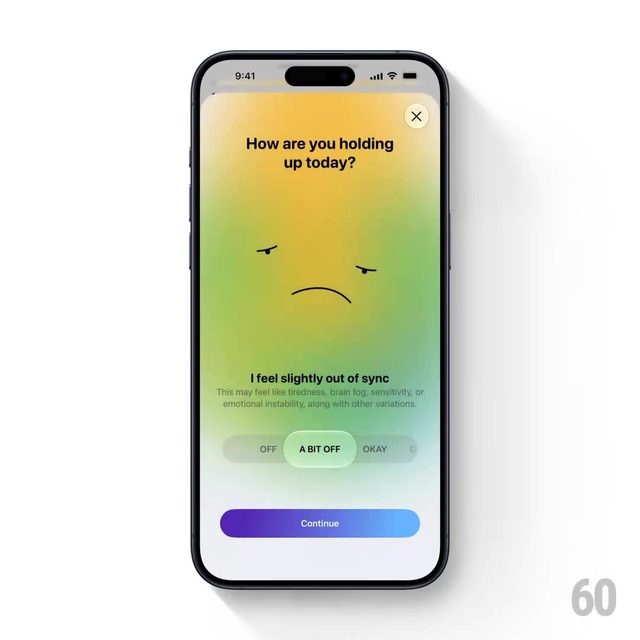 9:41
How are you holding
up today?
I feel slightly out of sync
This may feel like tiredness, brain fog, sensitivity, or
emotional instability, along with other variations.
OFF A BIT OFF OKAY
Continue
60